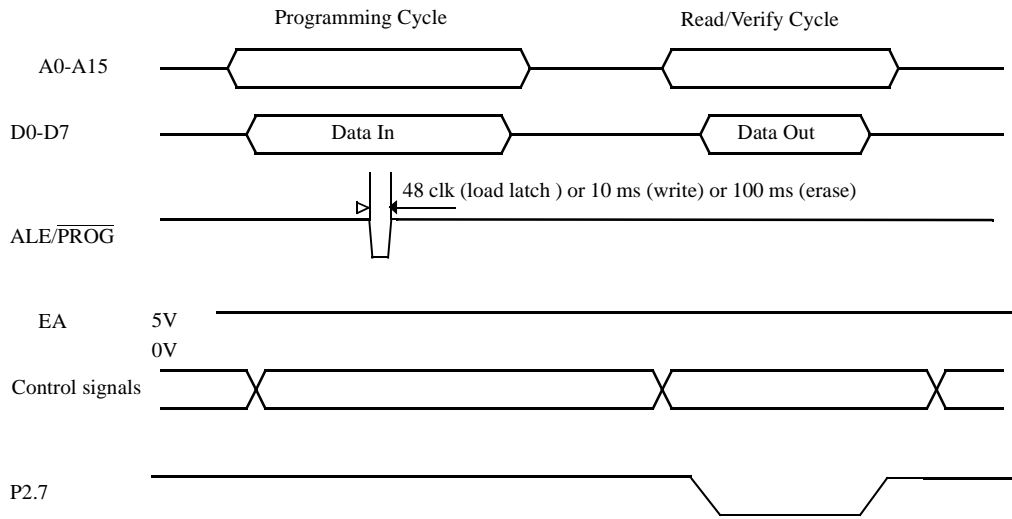 Programming Cycle Read/Verify Cycle
A0-A15
D0-D7 Data In Data Out
48 clk (load latch ) or 10 ms (write) or 100 ms (erase)
ALE/PROG
EA 5V
0V
Control signals
P2.7